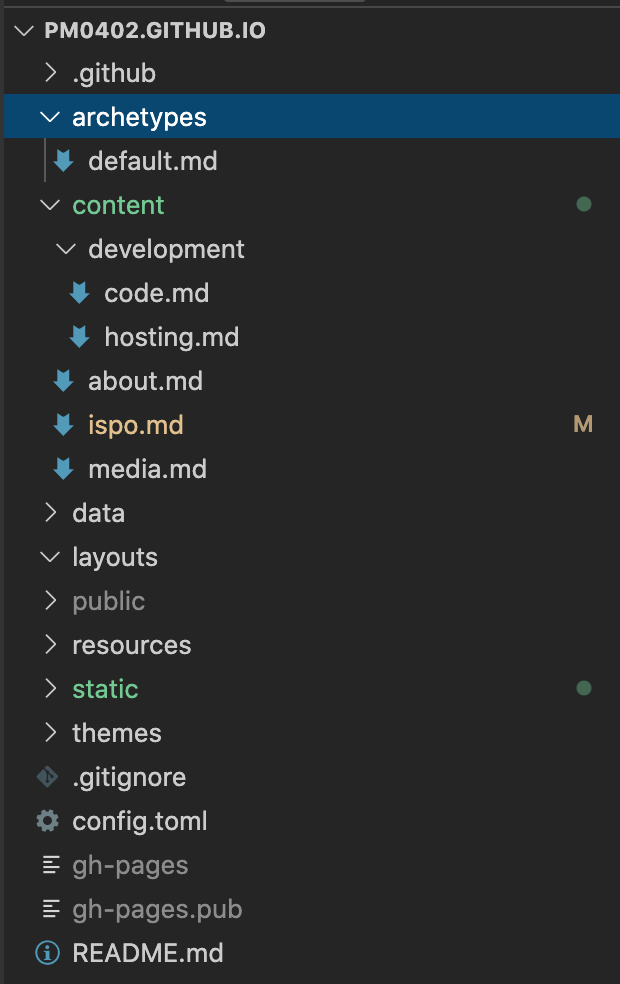 PM0402.GITHUB.IO
.github
archetypes
default.md
content
development
code.md
hosting.md
about.md
ispo.md M
media.md
data
layouts
public
resources
static
themes
.gitignore
config.toml
gh-pages
gh-pages.pub
README.md